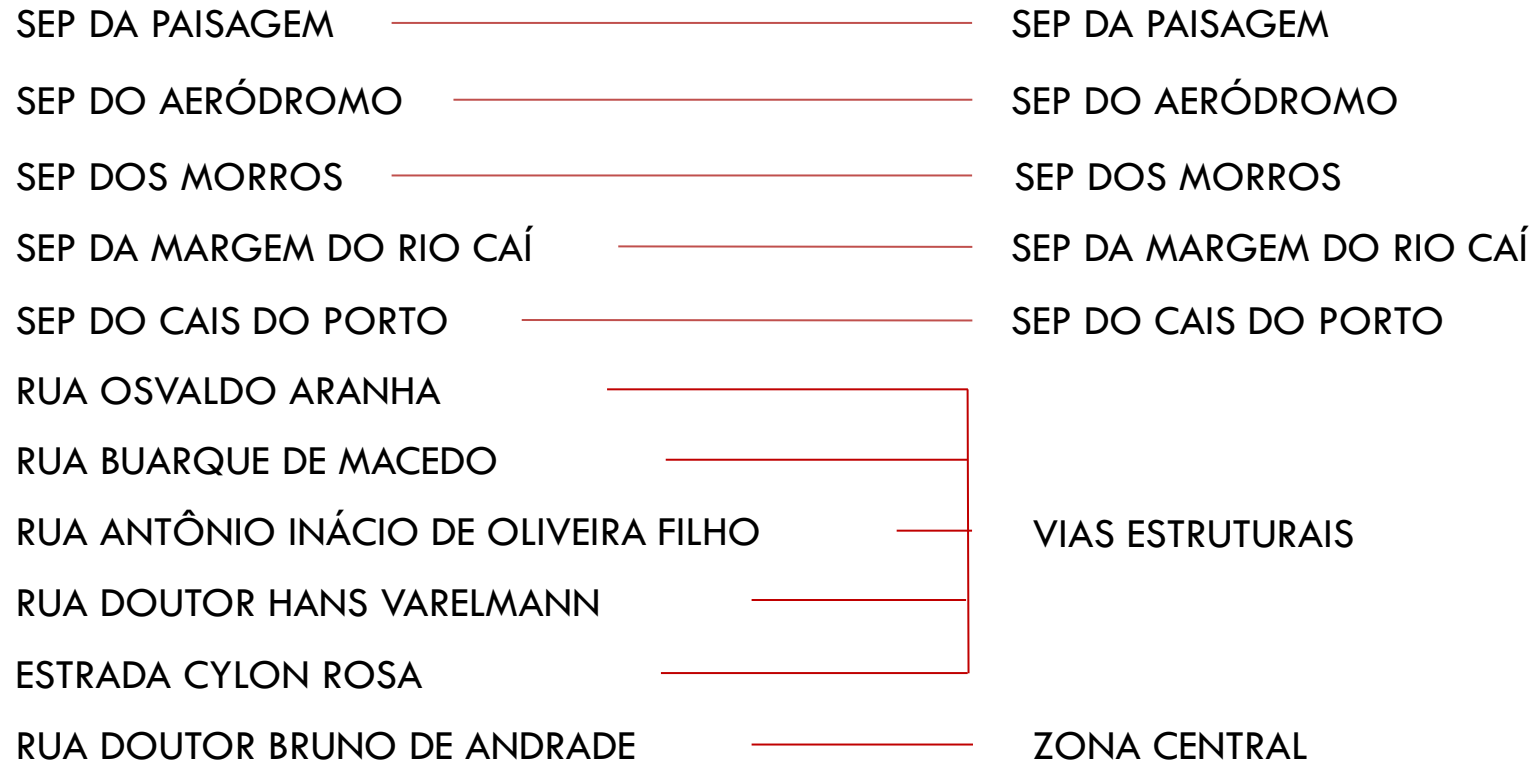 SEP DA PAISAGEM SEP DA PAISAGEM
SEP DO AERÓDROMO SEP DO AERÓDROMO
SEP DOS MORROS SEP DOS MORROS
SEP DA MARGEM DO RIO CAÍ SEP DA MARGEM DO RIO CAÍ
SEP DO CAIS DO PORTO SEP DO CAIS DO PORTO
RUA OSVALDO ARANHA
RUA BUARQUE DE MACEDO
RUA ANTÔNIO INÁCIO DE OLIVEIRA FILHO VIAS ESTRUTURAIS
RUA DOUTOR HANS VARELMANN
ESTRADA CYLON ROSA
RUA DOUTOR BRUNO DE ANDRADE ZONA CENTRAL